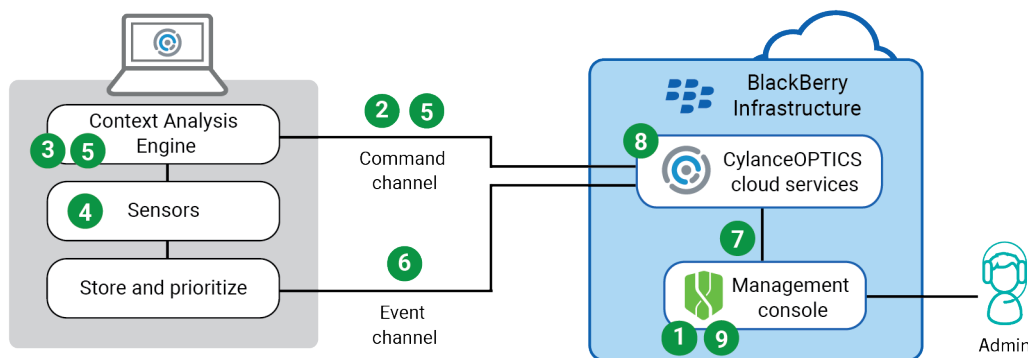 BlackBerry
Infrastructure
Context Analysis
Engine
3 5
2 5
Command
channel
8
CylanceOPTICS
cloud services
4
Sensors
7
6
Store and prioritize
Event
channel
Management
console
1 9
Admin